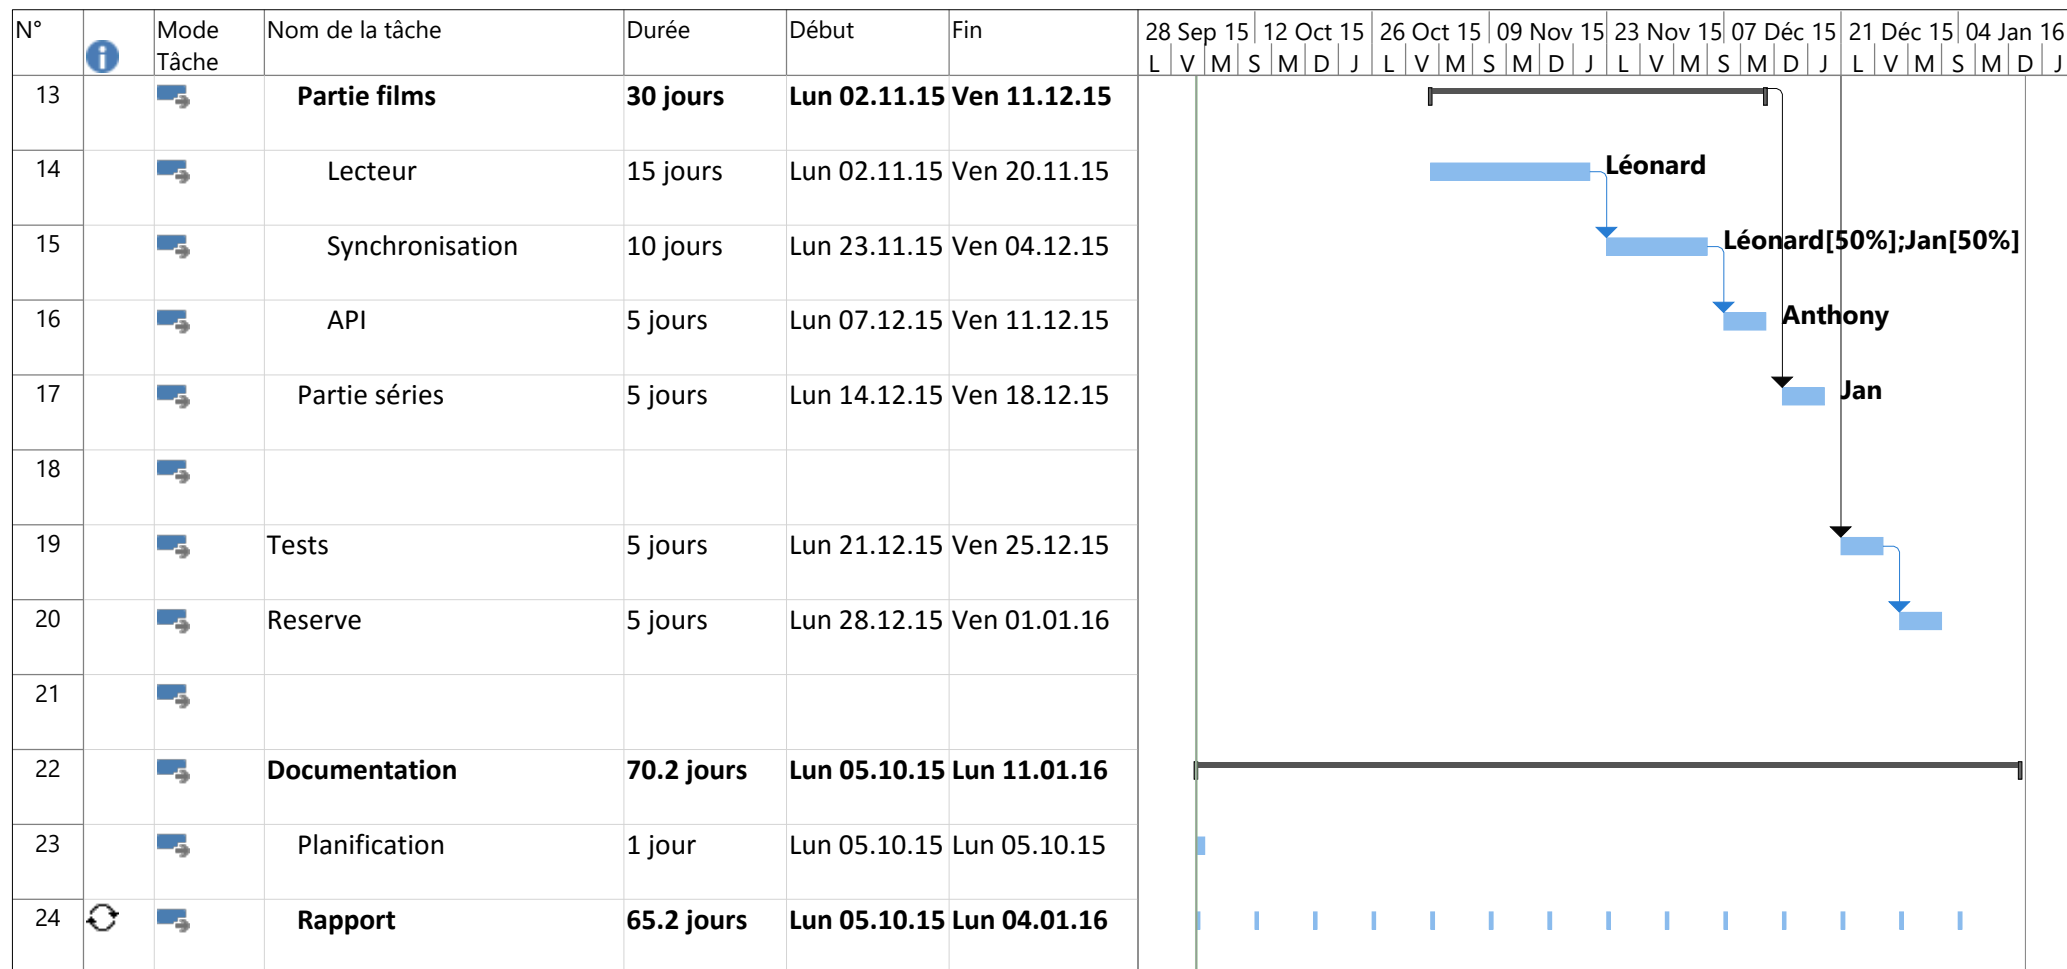 N° Mode Tâche Nom de la tâche Durée Début Fin
28 Sep 15 12 Oct 15 26 Oct 15 09 Nov 15 23 Nov 15 07 Déc 15 21 Déc 15 04 Jan 16
L V M S M D J L V M S M D J L V M S M D J L V M S M D J
13 Partie films 30 jours Lun 02.11.15 Ven 11.12.15
14 Lecteur 15 jours Lun 02.11.15 Ven 20.11.15 Léonard
15 Synchronisation 10 jours Lun 23.11.15 Ven 04.12.15 Léonard[50%];Jan[50%]
16 API 5 jours Lun 07.12.15 Ven 11.12.15 Anthony
17 Partie séries 5 jours Lun 14.12.15 Ven 18.12.15 Jan
18
19 Tests 5 jours Lun 21.12.15 Ven 25.12.15
20 Reserve 5 jours Lun 28.12.15 Ven 01.01.16
21
22 Documentation 70.2 jours Lun 05.10.15 Lun 11.01.16
23 Planification 1 jour Lun 05.10.15 Lun 05.10.15
24 Rapport 65.2 jours Lun 05.10.15 Lun 04.01.16